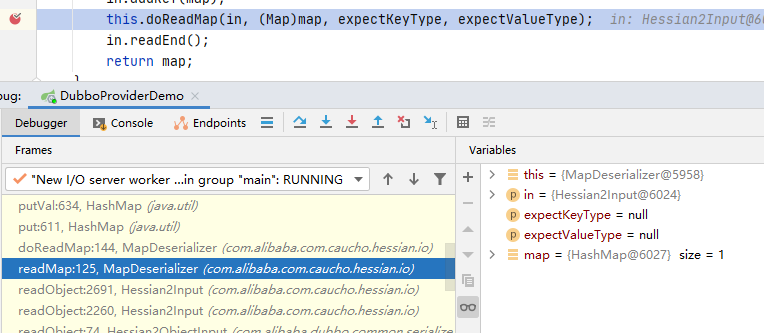 in.addRef(map);
this.doReadMap(in, (Map)map, expectKeyType, expectValueType); in: Hessian2Input@6
in.readEnd();
return map;
}
bug: DubboProviderDemo
Debugger Console Endpoints
Frames Variables
"New I/O server worker ...in group "main": RUNNING
putVal:634, HashMap (java.util)
put:611, HashMap (java.util)
doReadMap:144, MapDeserializer (com.alibaba.com.caucho.hessian.io)
readMap:125, MapDeserializer (com.alibaba.com.caucho.hessian.io)
readObject:2691, Hessian2Input (com.alibaba.com.caucho.hessian.io)
readObject:2260, Hessian2Input (com.alibaba.com.caucho.hessian.io)
readObject:74, Hessian2ObjectInput (com.alibaba.dubbo.common.serialize
this = {MapDeserializer@5958}
in = {Hessian2Input@6024}
expectKeyType = null
expectValueType = null
map = {HashMap@6027} size = 1